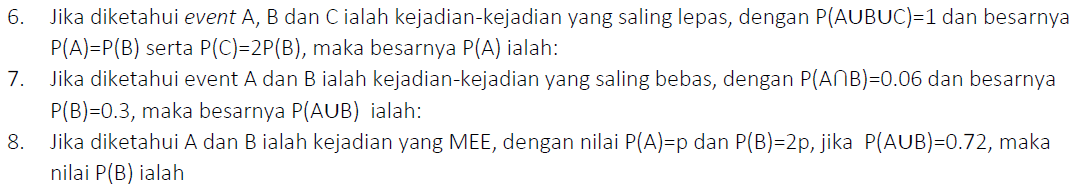 6. Jika diketahui event A, B dan C ialah kejadian-kejadian yang saling lepas, dengan P(AUBUC)=1 dan besarnya
P(A)=P(B) serta P(C)=2P(B), maka besarnya P(A) ialah:
7. Jika diketahui event A dan B ialah kejadian-kejadian yang saling bebas, dengan P(A∩B)=0.06 dan besarnya
P(B)=0.3, maka besarnya P(AUB) ialah:
8. Jika diketahui A dan B ialah kejadian yang MEE, dengan nilai P(A)=p dan P(B)=2p, jika P(AUB)=0.72, maka
nilai P(B) ialah